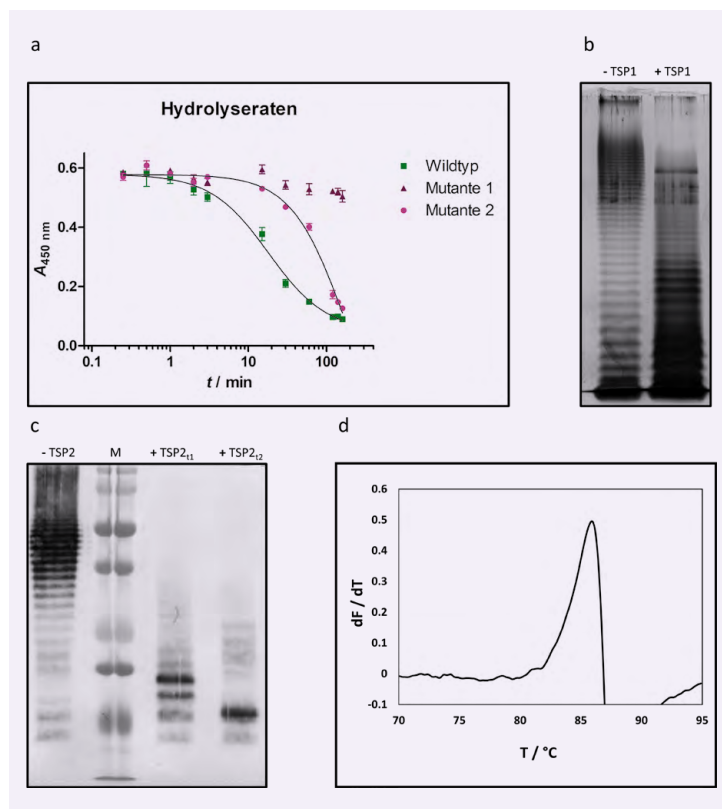 a
Hydrolyseraten
A450 nm
0.6
0.4
0.2
0.0
0.1
1
10
100
t / min
Wildtyp
Mutante 1
Mutante 2
b
- TSP1
+ TSP1
c
- TSP2
M
+ TSP2t1
+ TSP2t2
d
dF / dT
0.6
0.5
0.4
0.3
0.2
0.1
0
-0.1
70
75
80
85
90
95
T / °C